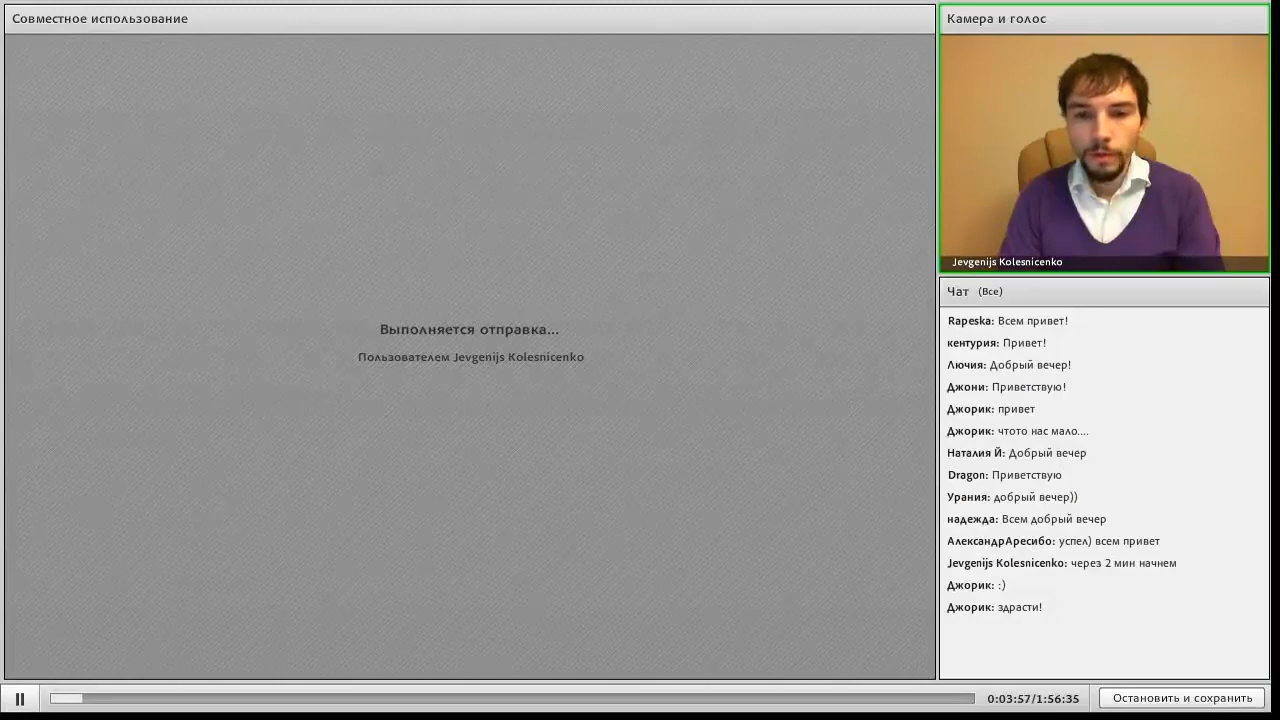 Совместное использование
Камера и голос
Выполняется отправка...
Пользователем Jevgenijs Kolesnicenko
Jevgenijs Kolesnicenko
Чат (Все)
Rapeska: Всем привет!
кентурия: Привет!
Лючия: Добрый вечер!
Джони: Приветствую!
Джорик: привет
Джорик: чтото нас мало....
Наталия Й: Добрый вечер
Dragon: Приветствую
Урания: добрый вечер))
надежда: Всем добрый вечер
АлександрАресибо: успел) всем привет
Jevgenijs Kolesnicenko: через 2 мин начнем
Джорик: :)
Джорик: здрасти!
0:03:57/1:56:35
Остановить и сохранить